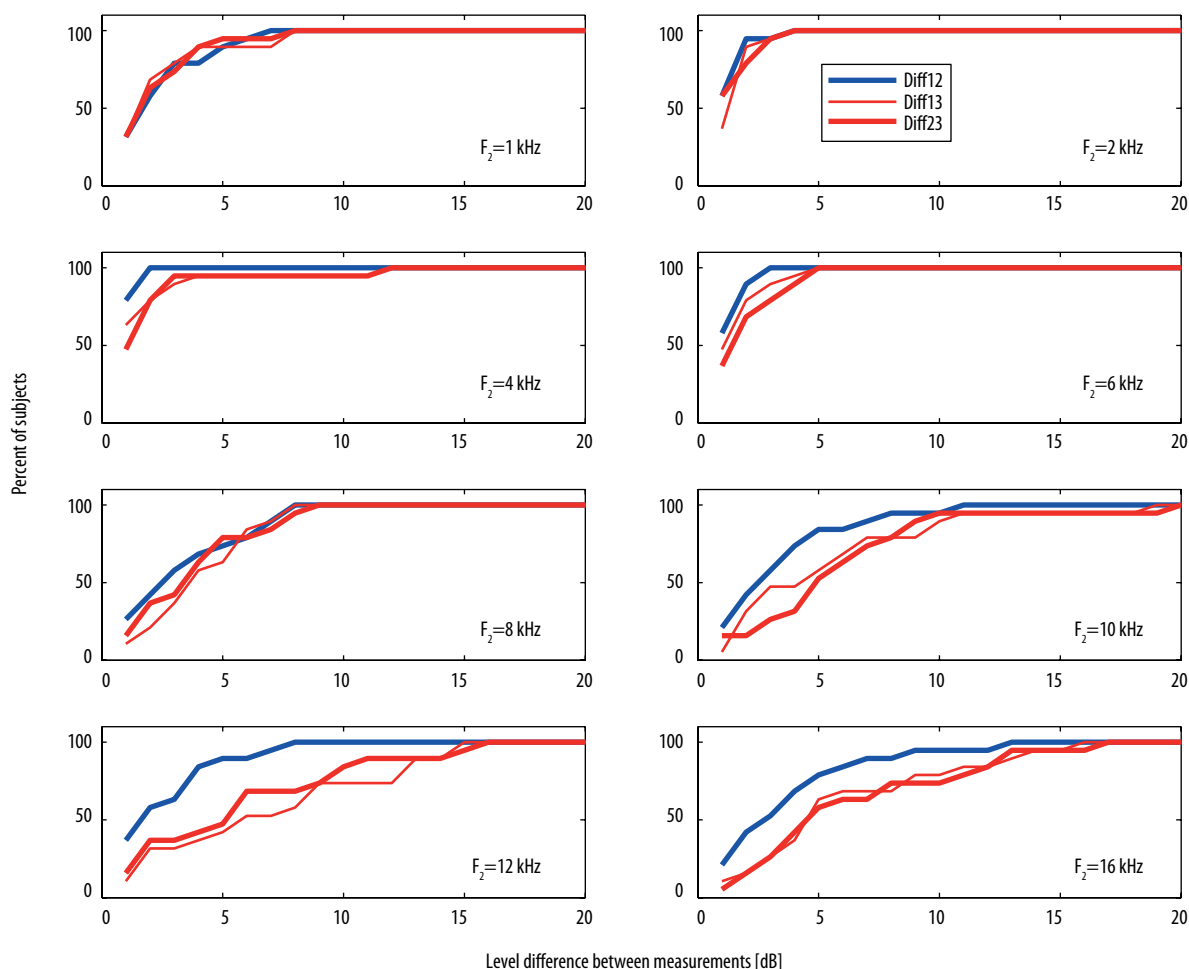 100
50
0
0 5 10 15 20
F2=1 kHz
100
50
0
0 5 10 15 20
Diff12
Diff13
Diff23
F2=2 kHz
100
50
0
0 5 10 15 20
F2=4 kHz
100
50
0
0 5 10 15 20
F2=6 kHz
Percent of subjects
100
50
0
0 5 10 15 20
F2=8 kHz
100
50
0
0 5 10 15 20
F2=10 kHz
100
50
0
0 5 10 15 20
F2=12 kHz
100
50
0
0 5 10 15 20
F2=16 kHz
Level difference between measurements [dB]